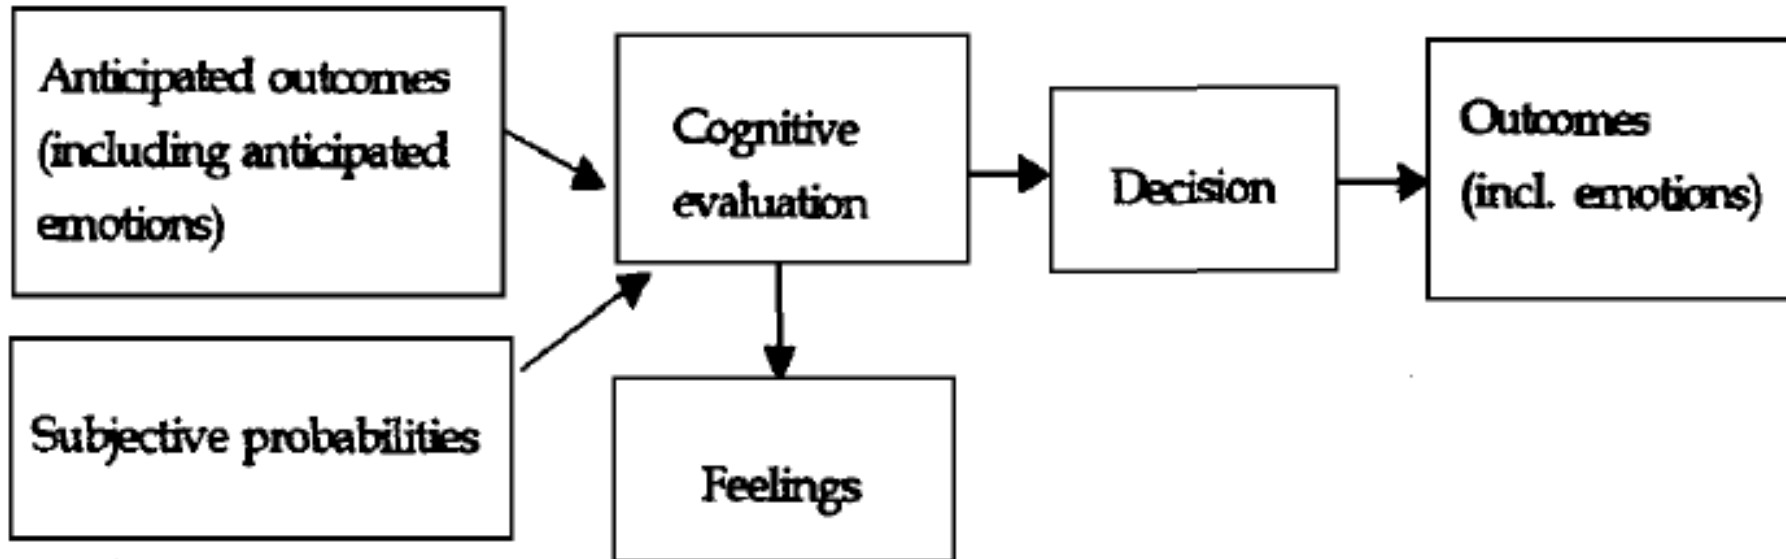 Anticipated outcomes
(including anticipated
emotions)
Subjective probabilities
Cognitive
evaluation
Feelings
Decision
Outcomes
(incl. emotions)